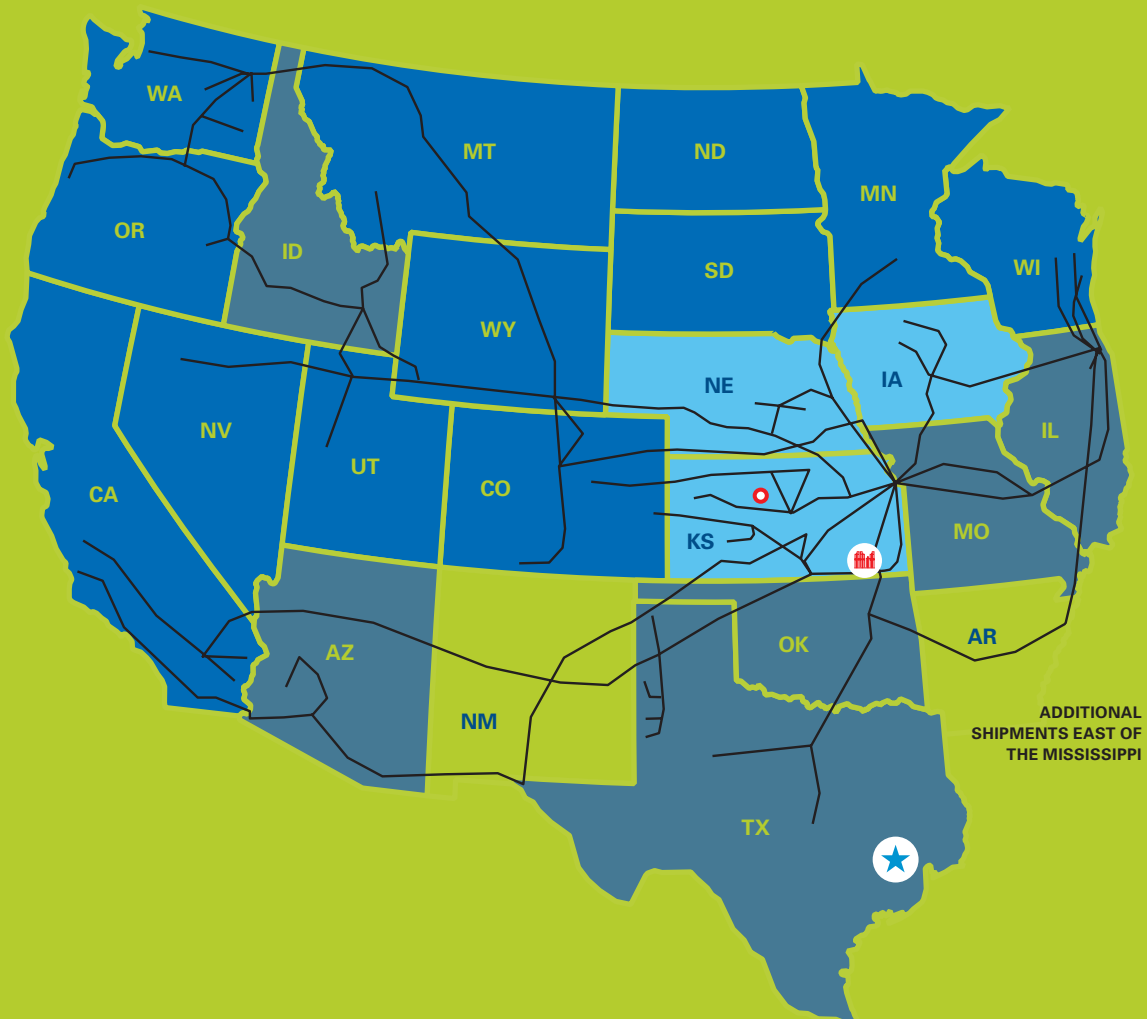 WA
MT
ND
MN
OR
ID
SD
WI
WY
NE
IA
NV
UT
CO
IL
CA
KS
MO
AZ
OK
AR
NM
TX
ADDITIONAL
SHIPMENTS EAST OF
THE MISSISSIPPI